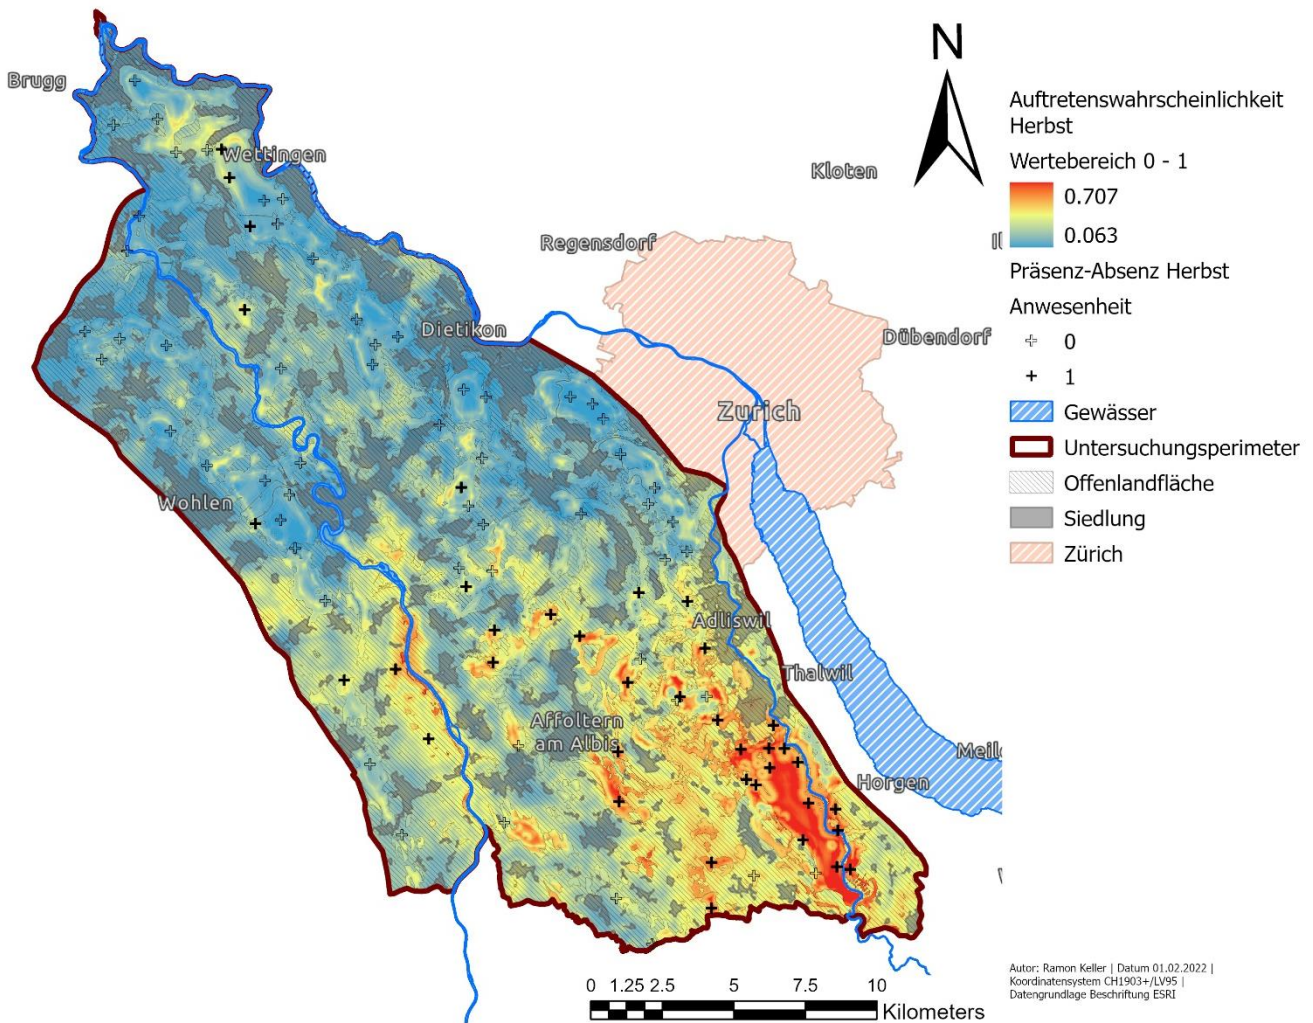 N
Brugg
Wettingen
Kloten
Regensdorf
Dietikon
Dübendorf
Zurich
Wohlen
Adliswil
Thalwil
Affoltern
am Albis
Horgen
Auftretenswahrscheinlichkeit
Herbst
Wertebereich 0 - 1
0.707
0.063
Präsenz-Absenz Herbst
Anwesenheit
0
1
Gewässer
Untersuchungsperimeter
Offenlandfläche
Siedlung
Zürich
0 1.25 2.5 5 7.5 10
Kilometers
Autor: Ramon Keller | Datum 01.02.2022 |
Koordinatensystem CH1903+/LV95 |
Datengrundlage Beschriftung ESRI